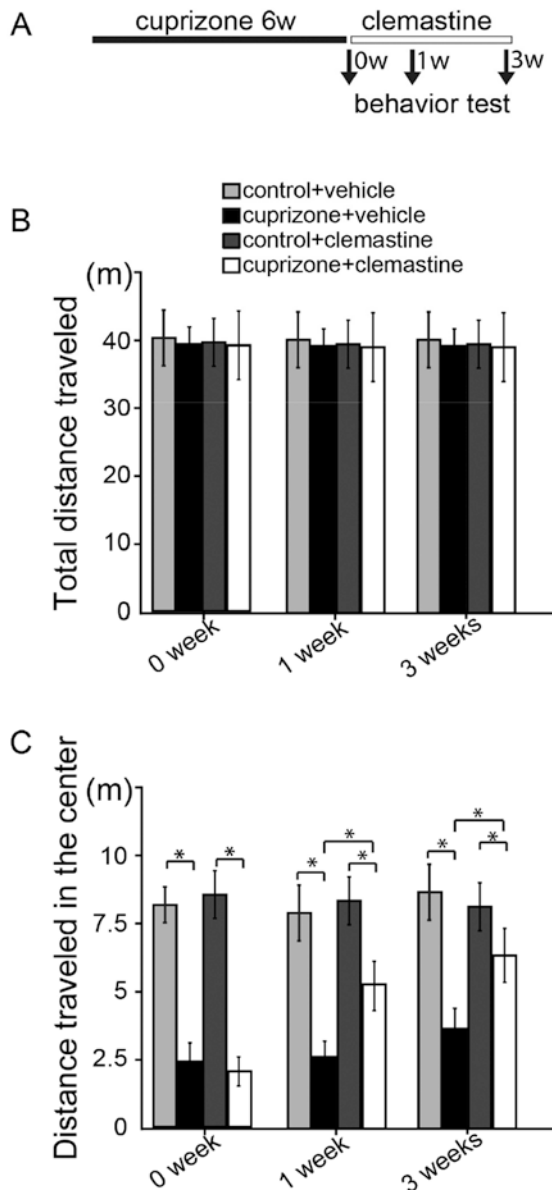 A
cuprizone 6w clemastine
0w 1w 3w
behavior test
control+vehicle
cuprizone+vehicle
control+clemastine
cuprizone+clemastine
B
(m)
Total distance traveled
40
30
20
10
0
0 week 1 week 3 weeks
C
(m)
Distance traveled in the center
* * * * * * * *
10
7.5
5
2.5
0
0 week 1 week 3 weeks